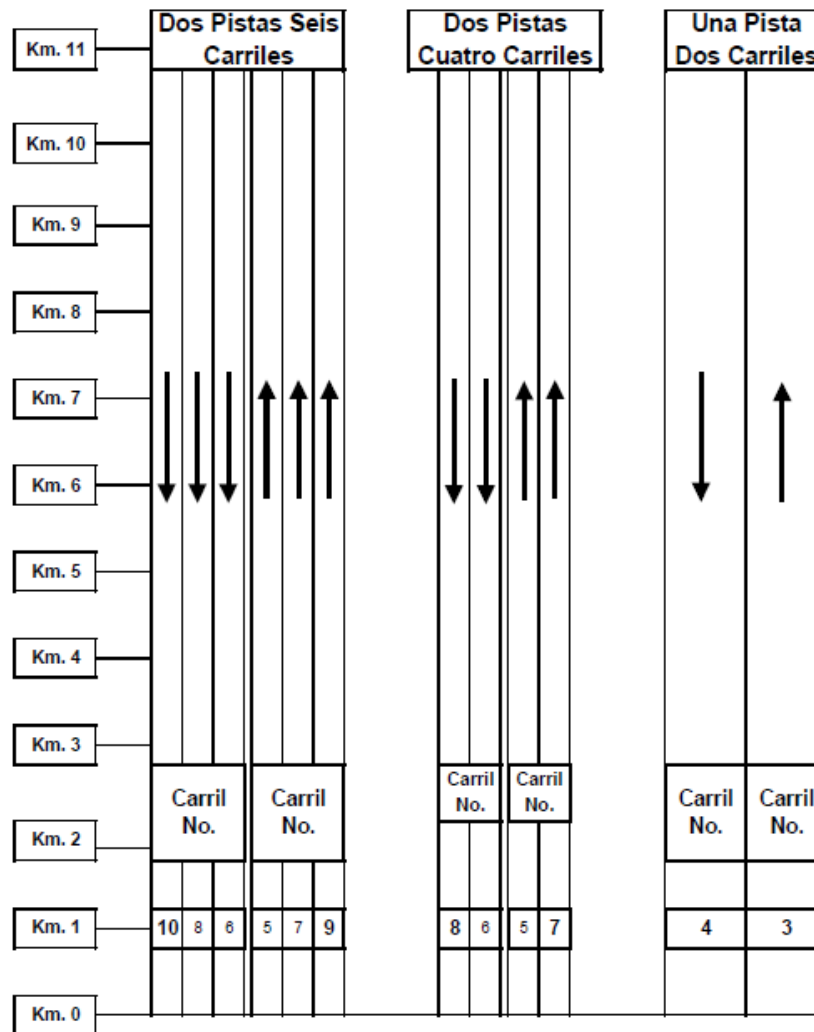 Dos Pistas Seis
Carriles
Dos Pistas
Cuatro Carriles
Una Pista
Dos Carriles
Km. 11
Km. 10
Km. 9
Km. 8
Km. 7
Km. 6
Km. 5
Km. 4
Km. 3
Carril
No.
Carril
No.
Carril
No.
Carril
No.
Carril
No.
Carril
No.
Km. 2
Km. 1
10 8 6 5 7 9
8 6 5 7
4 3
Km. 0